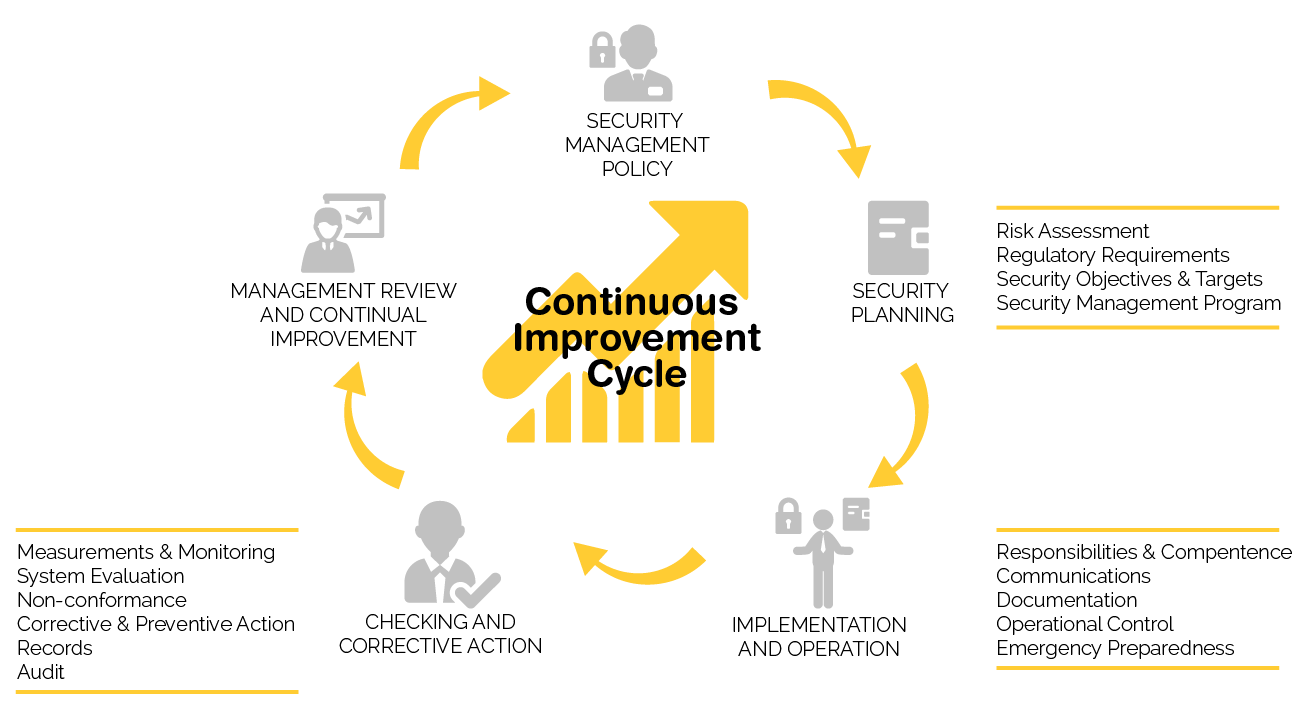 SECURITY
MANAGEMENT
POLICY
SECURITY
PLANNING
Risk Assessment
Regulatory Requirements
Security Objectives & Targets
Security Management Program
MANAGEMENT REVIEW
AND CONTINUAL
IMPROVEMENT
Continuous
Improvement
Cycle
IMPLEMENTATION
AND OPERATION
Responsibilities & Compentence
Communications
Documentation
Operational Control
Emergency Preparedness
CHECKING AND
CORRECTIVE ACTION
Measurements & Monitoring
System Evaluation
Non-conformance
Corrective & Preventive Action
Records
Audit